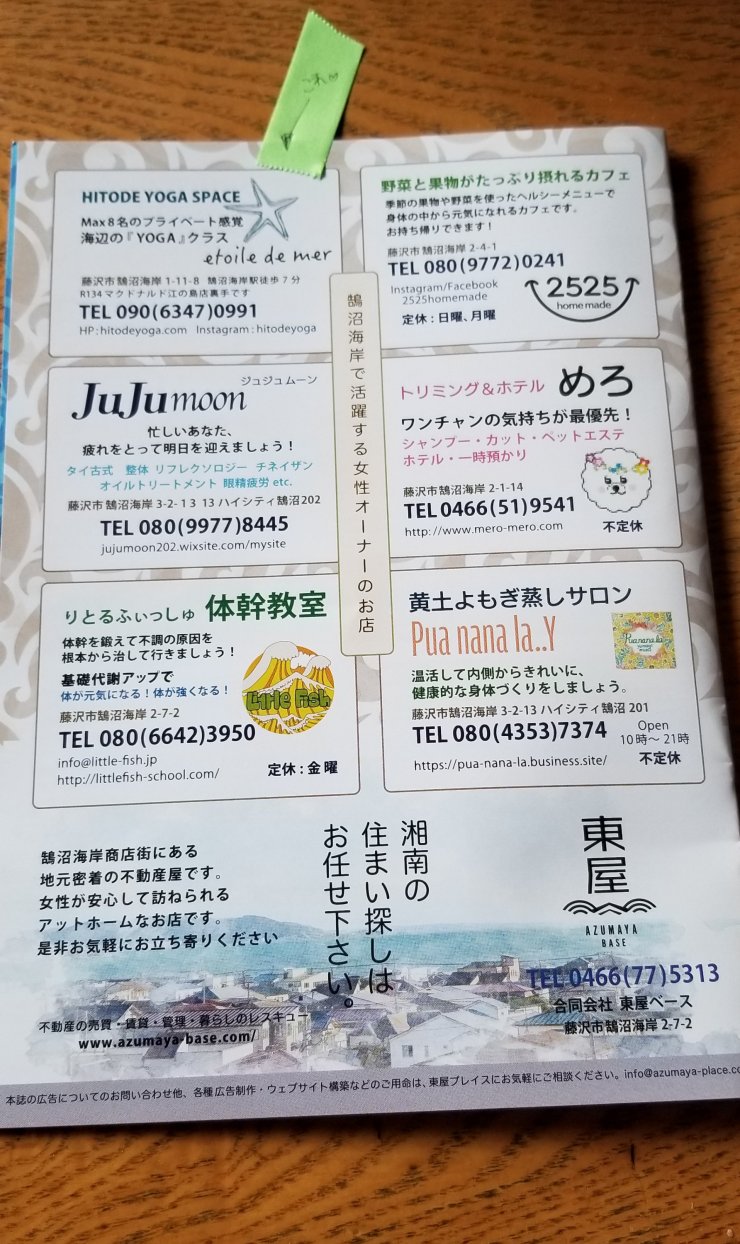 これ
HITODE YOGA SPACE
Max8名のプライベート感覚
海辺の『YOGA』クラス
etoile de mer
藤沢市鵠沼海岸 1-11-8 鵠沼海岸駅徒歩7分
R134マクドナルド江の島店裏手です
TEL 090(6347)0991
HP:hitodeyoga.com Instagram:hitodeyoga
野菜と果物がたっぷり摂れるカフェ
季節の果物や野菜を使ったヘルシーメニューで
身体の中から元気になれるカフェです。
お持ち帰りできます!
藤沢市鵠沼海岸 2-4-1
TEL 080(9772)0241
Instagram/Facebook
2525homemade
定休:日曜、月曜
2525
home made
鵠沼海岸で活躍する女性オーナーのお店
JuJumoon
ジュジュムーン
忙しいあなた、
疲れをとって明日を迎えましょう!
タイ古式 整体 リフレクソロジー チネイザン
オイルトリートメント 眼精疲労 etc.
藤沢市鵠沼海岸 3-2-13 13 ハイシティ鵠沼202
TEL 080(9977)8445
jujumoon202.wixsite.com/mysite
トリミング&ホテル めろ
ワンチャンの気持ちが最優先!
シャンプー・カット・ペットエステ
ホテル・一時預かり
藤沢市鵠沼海岸 2-1-14
TEL 0466(51)9541
http://www.mero-mero.com
不定休
りとるふぃっしゅ 体幹教室
体幹を鍛えて不調の原因を
根本から治して行きましょう!
基礎代謝アップで
体が元気になる!体が強くなる!
藤沢市鵠沼海岸 2-7-2
TEL 080(6642)3950
info@little-fish.jp
http://littlefish-school.com/
定休:金曜
Little Fish
黄土よもぎ蒸しサロン
Pua nana la..Y
Pua nana la
温活して内側からきれいに、
健康的な身体づくりをしましょう。
藤沢市鵠沼海岸 3-2-13 ハイシティ鵠沼 201
TEL 080(4353)7374
Open
10時~21時
https://pua-nana-la.business.site/
不定休
鵠沼海岸商店街にある
地元密着の不動産屋です。
女性が安心して訪ねられる
アットホームなお店です。
是非お気軽にお立ち寄りください
湘南の
住まい探しは
お任せ下さい。
東屋
AZUMAYA
BASE
TEL 0466(77)5313
合同会社 東屋ベース
藤沢市鵠沼海岸 2-7-2
不動産の売買・賃貸・管理・暮らしのレスキュー
www.azumaya-base.com/
本誌の広告についてのお問い合わせ他、各種広告制作・ウェブサイト構築などのご用命は、東屋プレイスにお気軽にご相談ください。info@azumaya-place.co